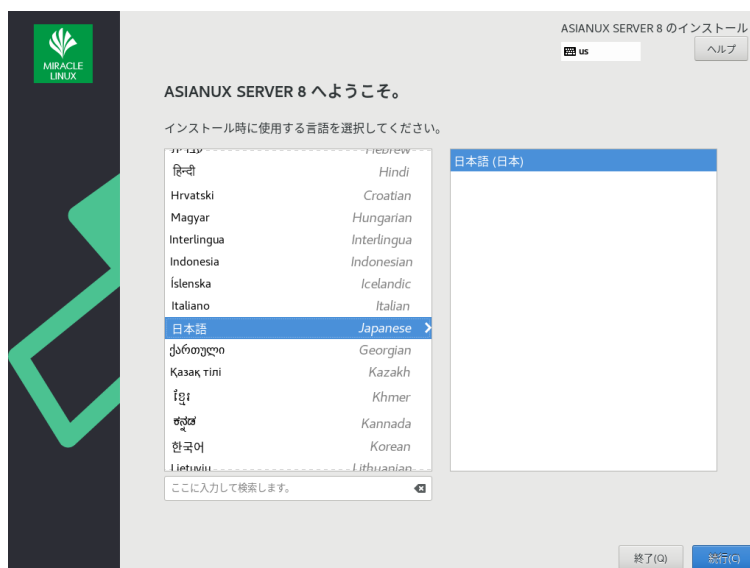 MIRACLE
LINUX
ASIANUX SERVER 8 のインストール
us
ヘルプ
ASIANUX SERVER 8 へようこそ。
インストール時に使用する言語を選択してください。
Hebrew
हिन्दी Hindi
Hrvatski Croatian
Magyar Hungarian
Interlingua Interlingua
Indonesia Indonesian
Íslenska Icelandic
Italiano Italian
日本語 Japanese
ქართული Georgian
Қазақ тілі Kazakh
ខ្មែរ Khmer
ಕನ್ನಡ Kannada
한국어 Korean
Lietuvių Lithuanian
日本語 (日本)
ここに入力して検索します。
終了(Q)
続行(C)